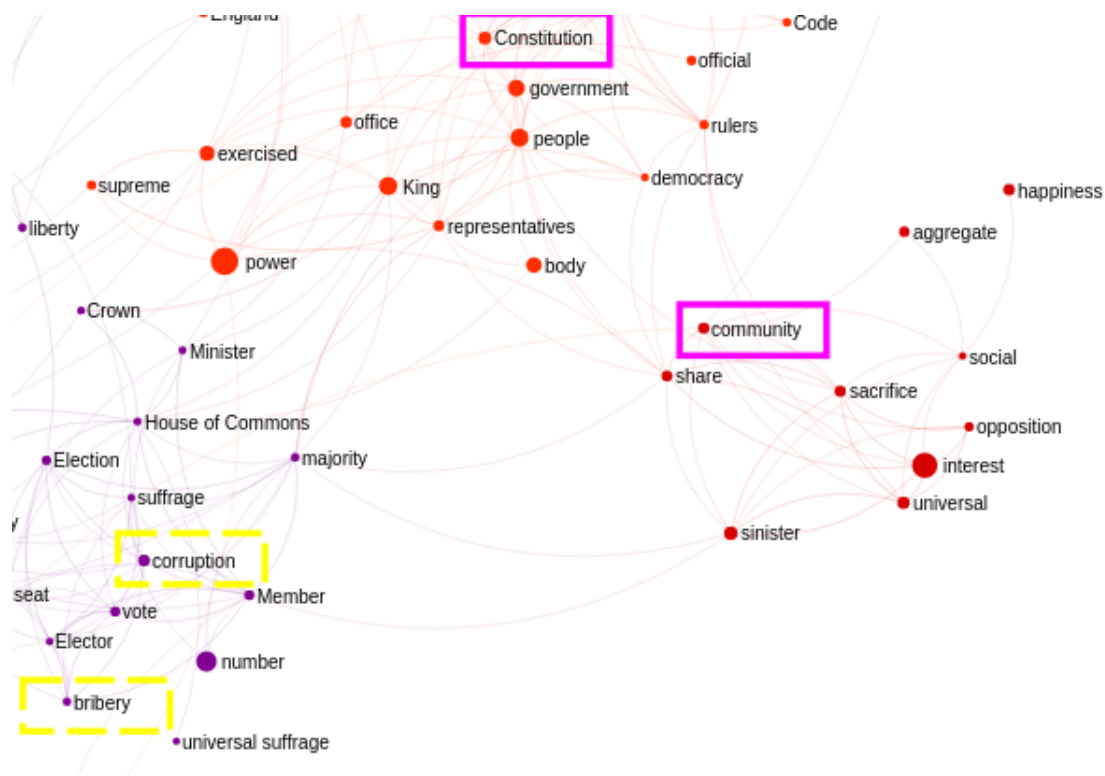 England
Code
Constitution
official
government
office
rulers
people
exercised
democracy
supreme
King
happiness
representatives
liberty
aggregate
power
body
Crown
community
Minister
social
share
sacrifice
House of Commons
opposition
Election
majority
interest
suffrage
universal
y
sinister
corruption
seat
Member
vote
Elector
number
bribery
universal suffrage